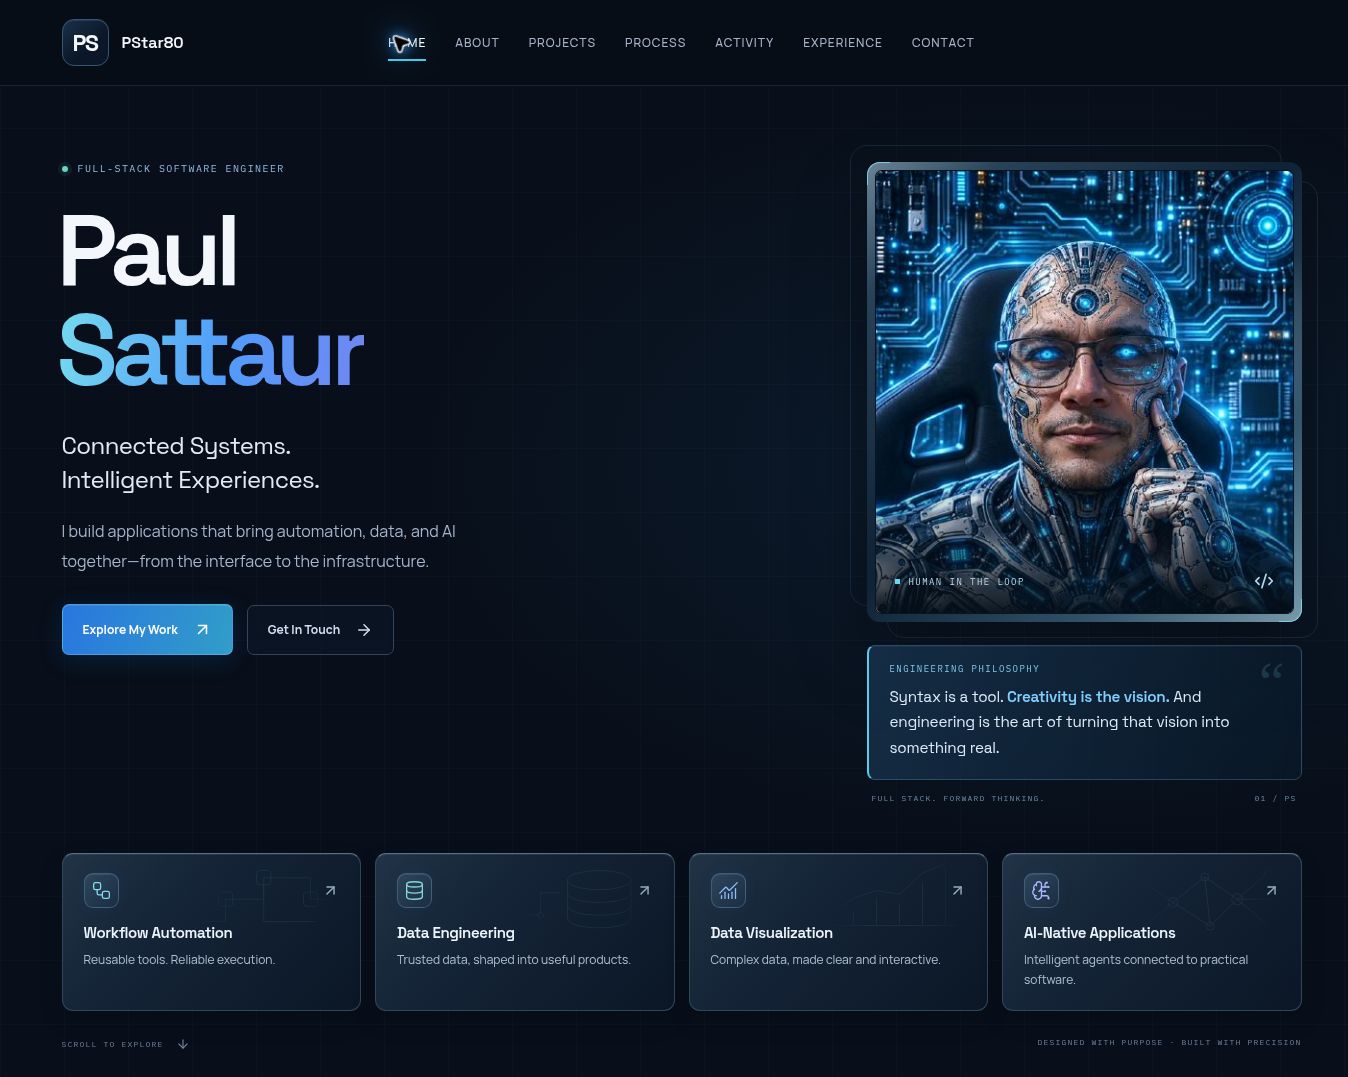 PS
PStar80
HOME
ABOUT
PROJECTS
PROCESS
ACTIVITY
EXPERIENCE
CONTACT
FULL-STACK SOFTWARE ENGINEER
Paul
Sattaur
Connected Systems.
Intelligent Experiences.
I build applications that bring automation, data, and AI
together—from the interface to the infrastructure.
Explore My Work
Get In Touch
HUMAN IN THE LOOP
</>
ENGINEERING PHILOSOPHY
“
Syntax is a tool. Creativity is the vision. And
engineering is the art of turning that vision into
something real.
FULL STACK. FORWARD THINKING.
01 / PS
Workflow Automation
Reusable tools. Reliable execution.
Data Engineering
Trusted data, shaped into useful products.
Data Visualization
Complex data, made clear and interactive.
AI-Native Applications
Intelligent agents connected to practical
software.
SCROLL TO EXPLORE
DESIGNED WITH PURPOSE · BUILT WITH PRECISION